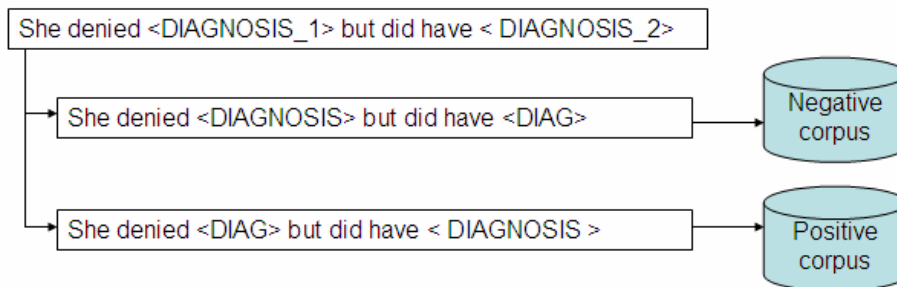 She denied <DIAGNOSIS_1> but did have < DIAGNOSIS_2>
She denied <DIAGNOSIS> but did have <DIAG>
Negative
corpus
She denied <DIAG> but did have < DIAGNOSIS >
Positive
corpus